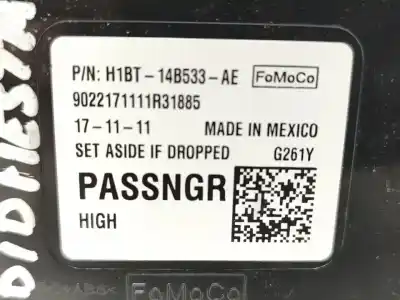 P/N: H1BT-14B533-AE FoMoCo
9022171111R31885
17-11-11 MADE IN MEXICO
SET ASIDE IF DROPPED G261Y
PASSNGR
HIGH
FoMoCo